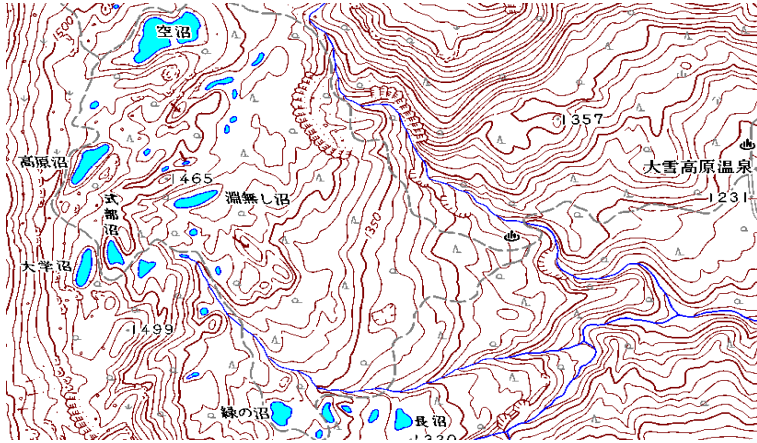 1500
空沼
1357
高原沼
大雪高原温泉
1465
式部沼
淵無し沼
1231
1350
大学沼
1499
緑の沼
長沼
1330